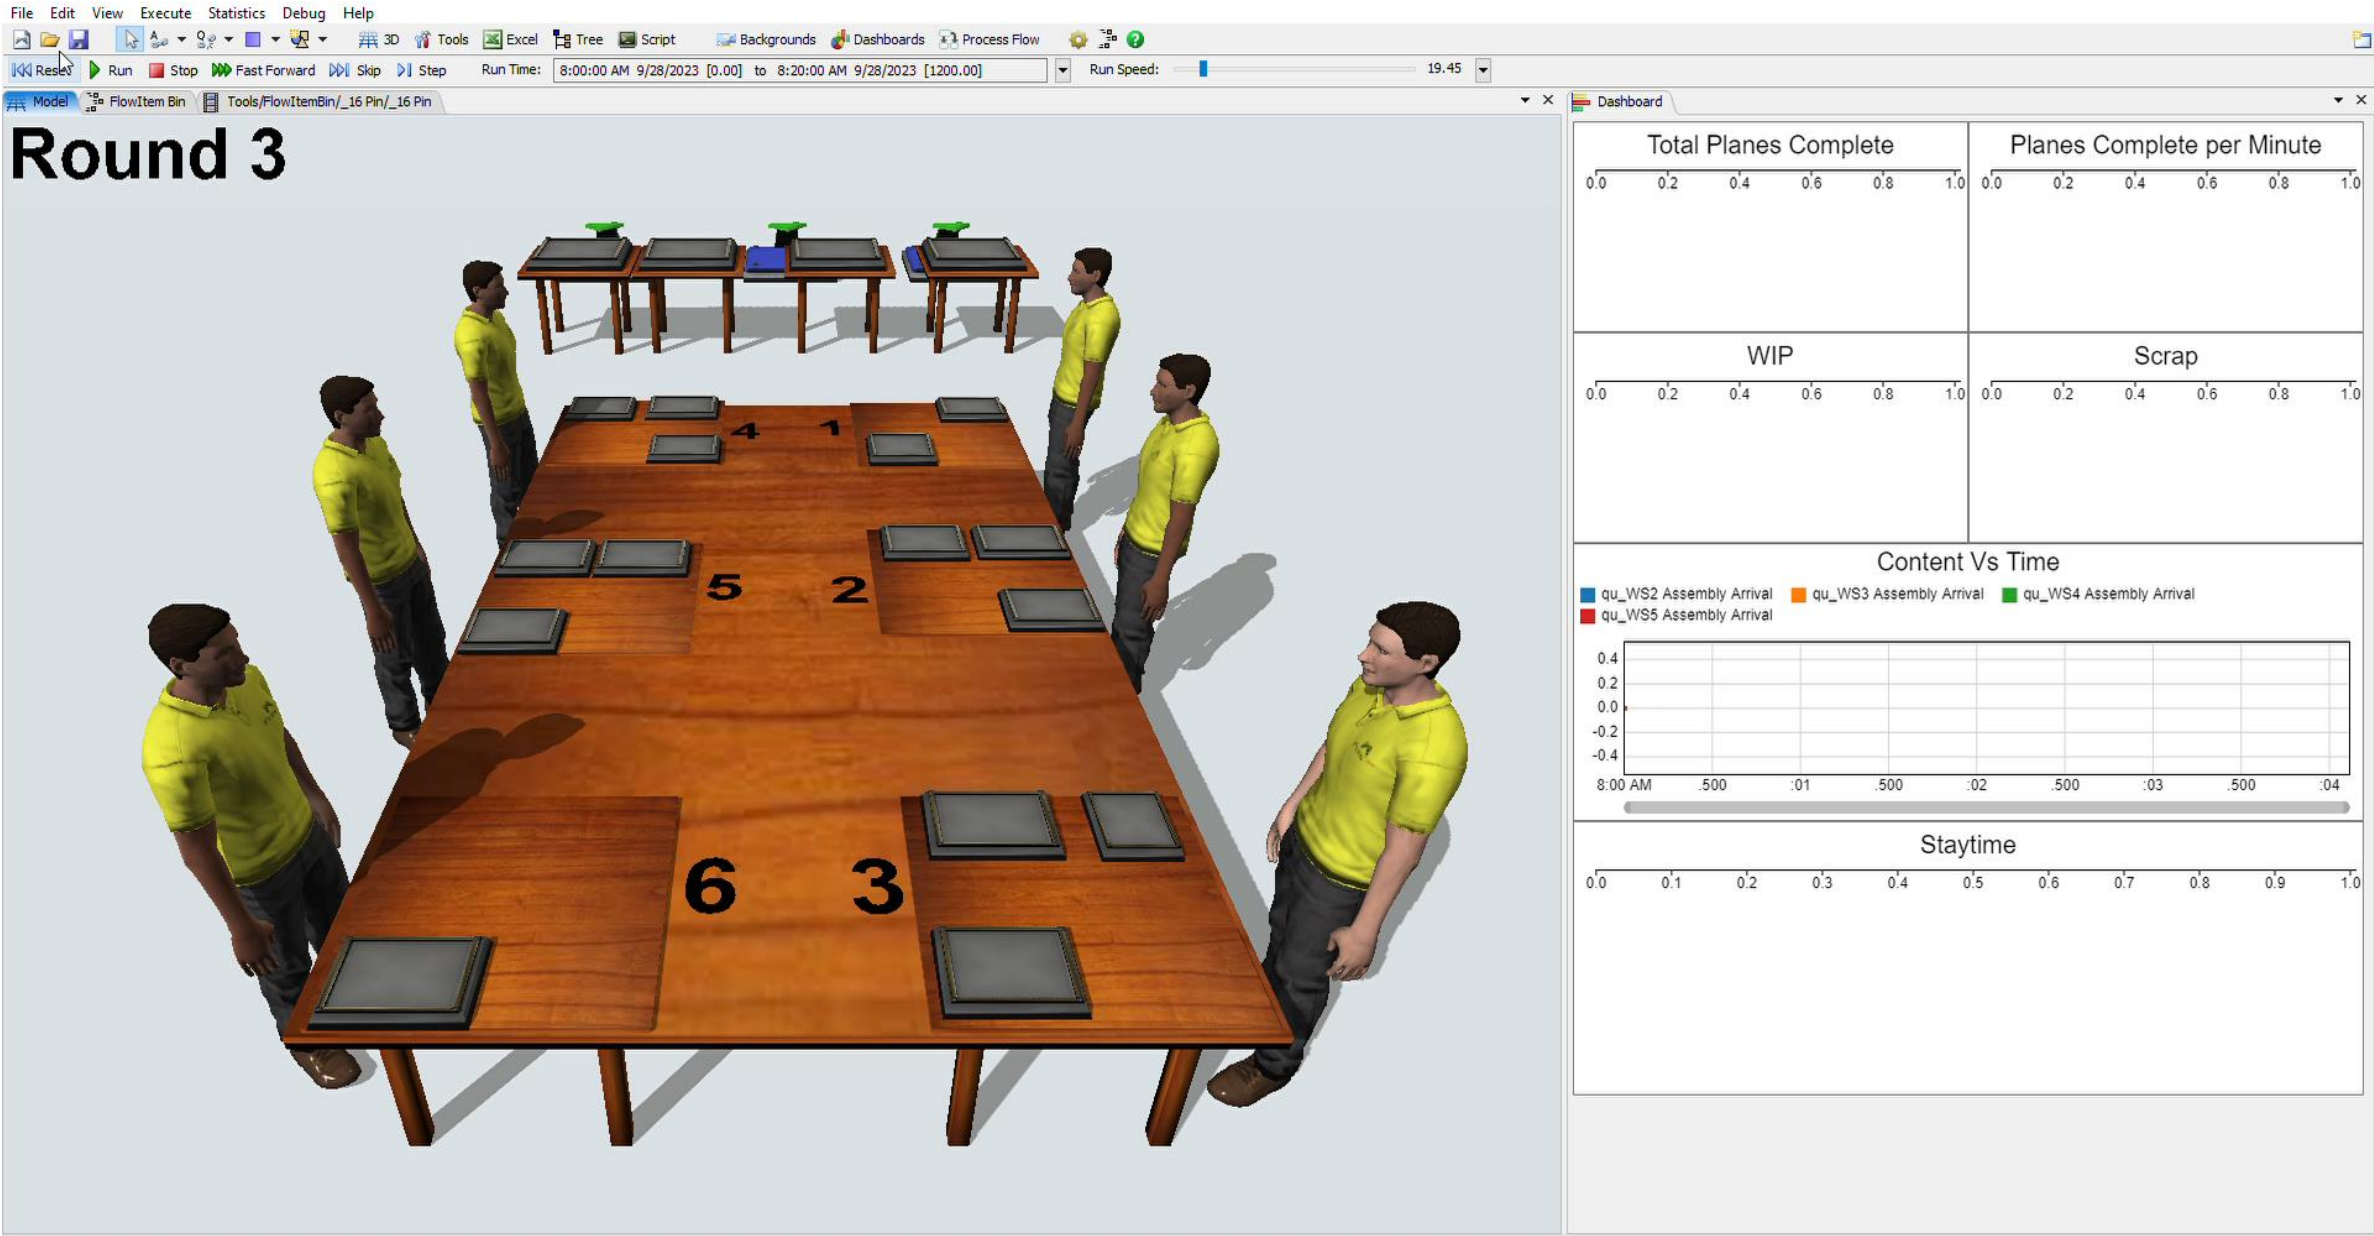 File Edit View Execute Statistics Debug Help
3D Tools Excel Tree Script Backgrounds Dashboards Process Flow
Reset Run Stop Fast Forward Skip Step Run Time: 8:00:00 AM 9/28/2023 [0.00] to 8:20:00 AM 9/28/2023 [1200.00] Run Speed: 19.45
Model FlowItem Bin Tools/FlowItemBin/_16 Pin/_16 Pin
Round 3
4 1
5 2
6 3
Dashboard
Total Planes Complete
0.0 0.2 0.4 0.6 0.8 1.0
Planes Complete per Minute
0.0 0.2 0.4 0.6 0.8 1.0
WIP
0.0 0.2 0.4 0.6 0.8 1.0
Scrap
0.0 0.2 0.4 0.6 0.8 1.0
Content Vs Time
qu_WS2 Assembly Arrival qu_WS3 Assembly Arrival qu_WS4 Assembly Arrival
qu_WS5 Assembly Arrival
0.4
0.2
0.0
-0.2
-0.4
8:00 AM .500 :01 .500 :02 .500 :03 .500 :04
Staytime
0.0 0.1 0.2 0.3 0.4 0.5 0.6 0.7 0.8 0.9 1.0